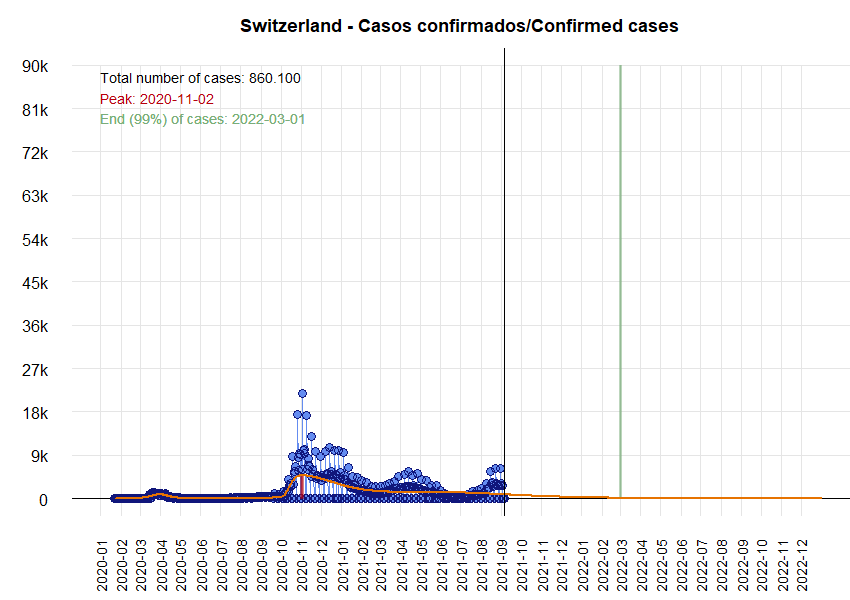 Switzerland - Casos confirmados/Confirmed cases
90k
Total number of cases: 860.100
Peak: 2020-11-02
81k
End (99%) of cases: 2022-03-01
72k
63k
54k
45k
36k
27k
18k
9k
0
2020-01
2020-02
2020-03
2020-04
2020-05
2020-06
2020-07
2020-08
2020-09
2020-10
2020-11
2020-12
2021-01
2021-02
2021-03
2021-04
2021-05
2021-06
2021-07
2021-08
2021-09
2021-10
2021-11
2021-12
2022-01
2022-02
2022-03
2022-04
2022-05
2022-06
2022-07
2022-08
2022-09
2022-10
2022-11
2022-12